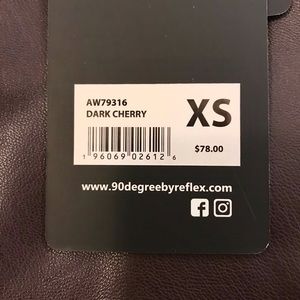 AW79316
DARK CHERRY
XS
1 96069 02612 6
$78.00
www.90degreebyreflex.com